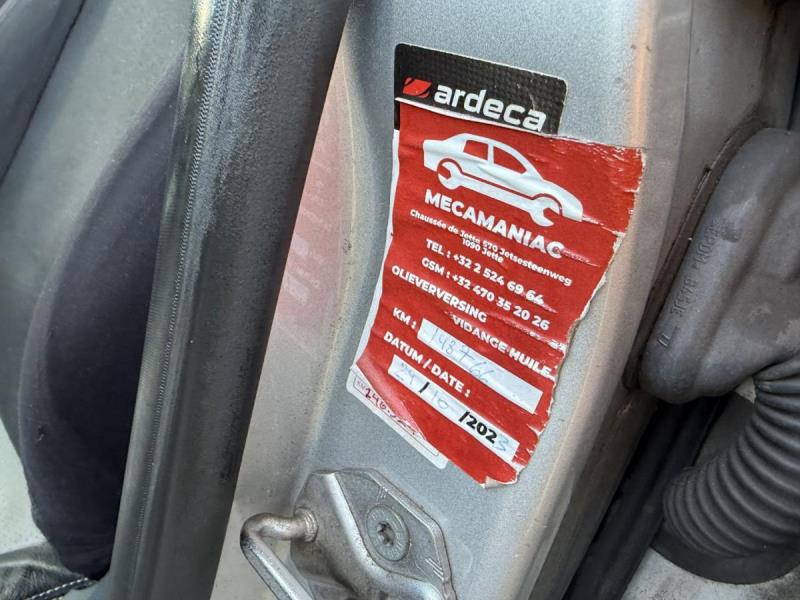 ardeca
MECAMANIAC
Chaussée de Jette 570 Jetsesteenweg
1090 Jette
TEL : +32 2 524 69 64
GSM : +32 470 35 20 26
OLIEVERVERSING
VIDANGE HUILE
KM : 148766
DATUM / DATE :
29/10/2023